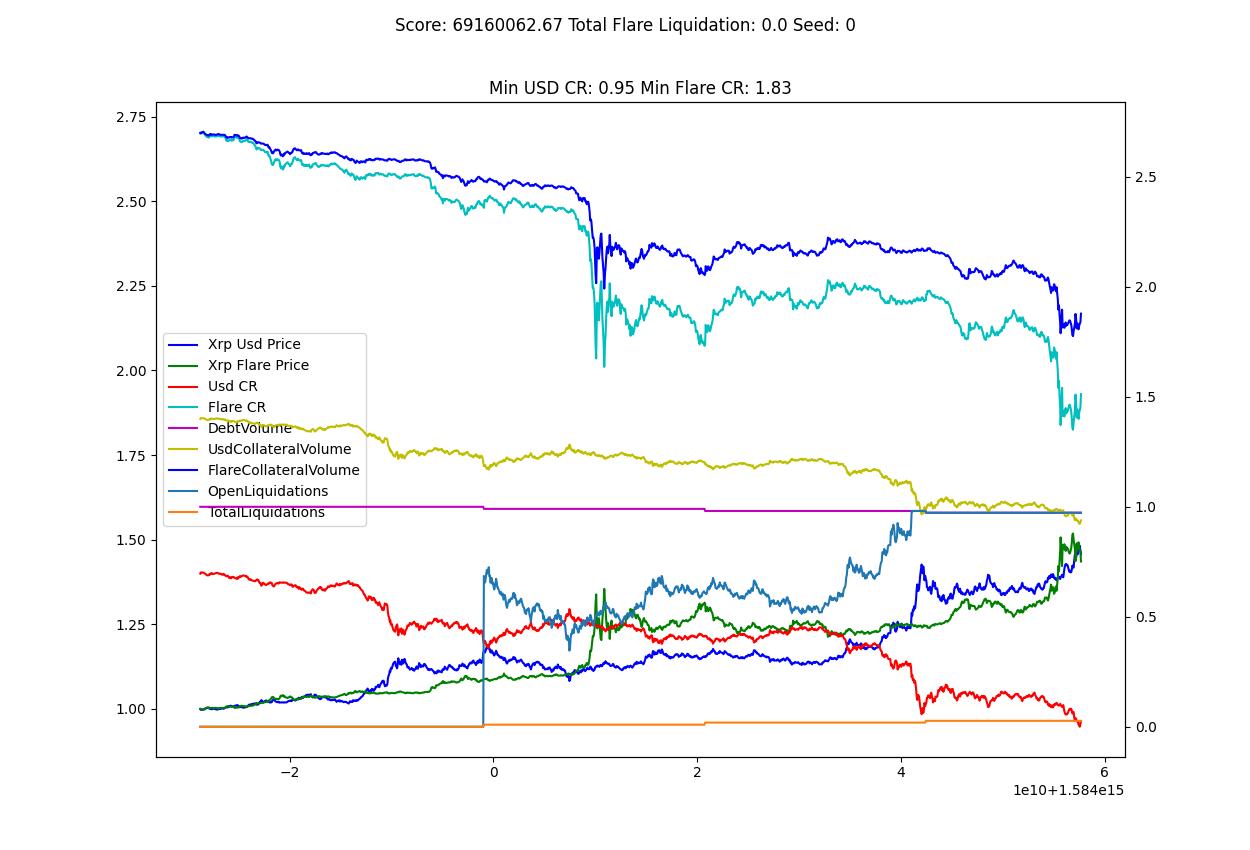 Score: 69160062.67 Total Flare Liquidation: 0.0 Seed: 0
Min USD CR: 0.95 Min Flare CR: 1.83
2.75
2.50
2.25
2.00
1.75
1.50
1.25
1.00
2.5
2.0
1.5
1.0
0.5
0.0
Xrp Usd Price
Xrp Flare Price
Usd CR
Flare CR
DebtVolume
UsdCollateralVolume
FlareCollateralVolume
OpenLiquidations
TotalLiquidations
−2 0 2 4 6
1e10+1.584e15